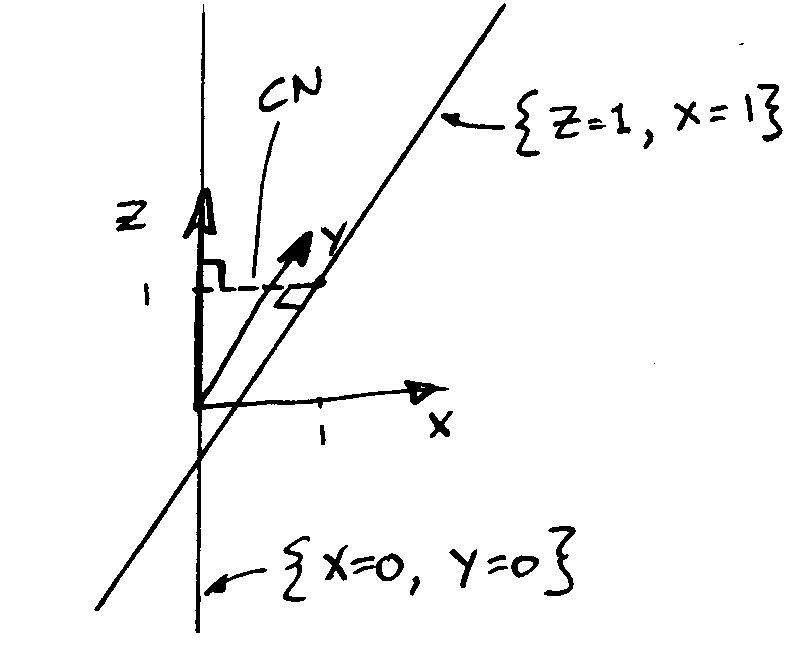 CN
{Z=1, X=1}
Z
Y
1
X
1
{X=0, Y=0}